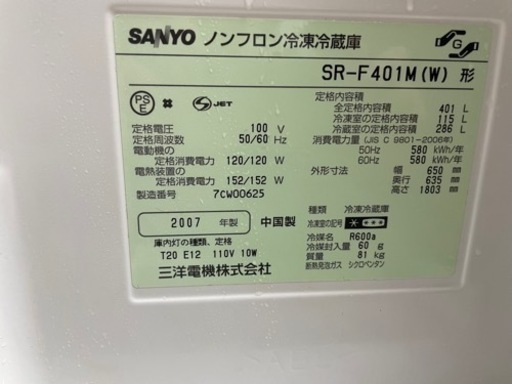 SANYO ノンフロン冷凍冷蔵庫
SR-F401M(W) 形
PS E JET
定格電圧 100 V
定格周波数 50/60 Hz
電動機の
定格消費電力 120/120 W
電熱装置の
定格消費電力 152/152 W
製造番号 7CW00625
2007 年製 中国製
庫内灯の種類、定格
T20 E12 110V 10W
三洋電機株式会社
定格内容積
全定格内容積 401 L
冷凍室の定格内容積 115 L
冷蔵室の定格内容積 286 L
消費電力量(JIS C 9801-2006年)
50Hz 580 kWh/年
60Hz 580 kWh/年
外形寸法 幅 650 mm
奥行 635 mm
高さ 1803 mm
種類 冷凍冷蔵庫
冷凍室の記号
冷媒名 R600a
冷媒封入量 60 g
質量 81 kg
断熱発泡ガス シクロペンタン
G